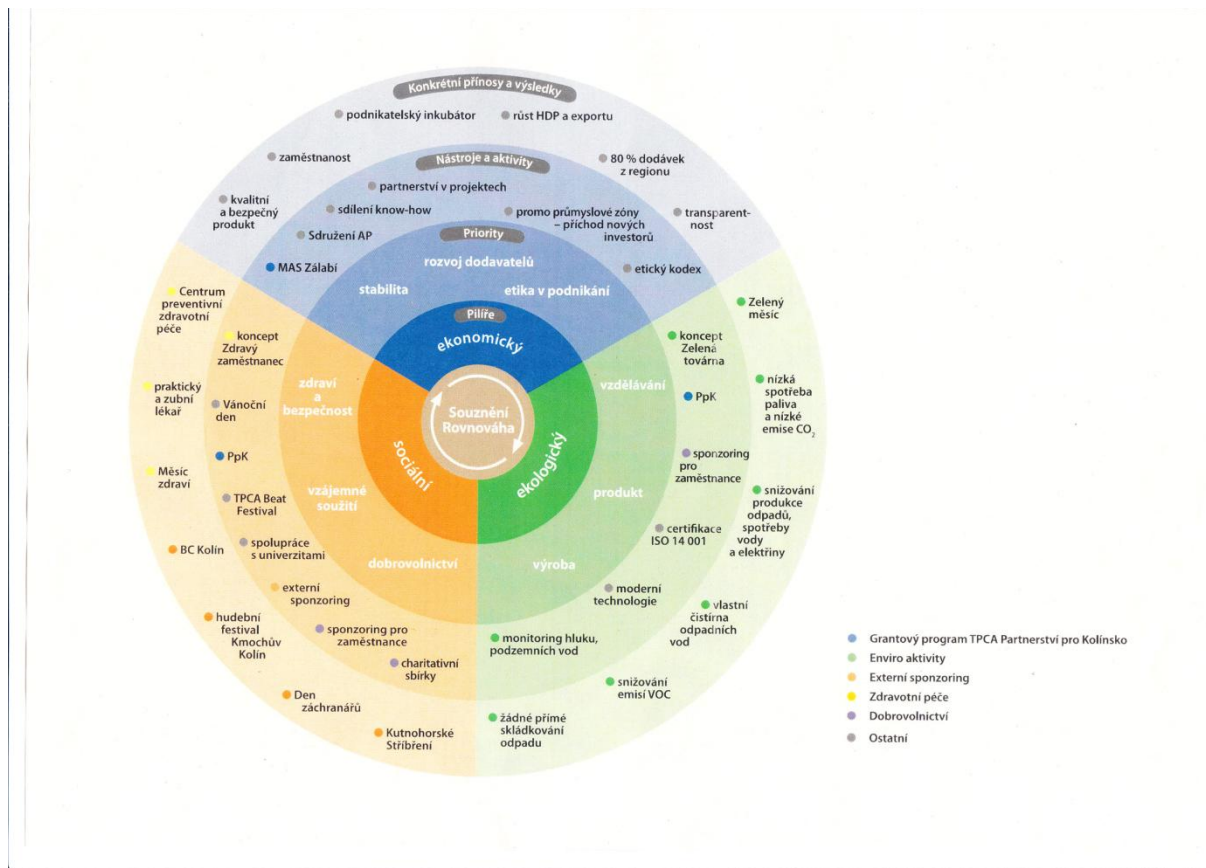 Konkrétní přínosy a výsledky
podnikatelský inkubátor
růst HDP a exportu
zaměstnanost
80 % dodávek
z regionu
kvalitní
a bezpečný
produkt
transparent-
nost
Nástroje a aktivity
partnerství v projektech
sdílení know-how
promo průmyslové zóny
– příchod nových
investorů
Sdružení AP
MAS Zálabí
etický kodex
Priority
rozvoj dodavatelů
stabilita
etika v podnikání
Pilíře
ekonomický
Souznění
Rovnováha
sociální
ekologický
Centrum
preventivní
zdravotní
péče
koncept
Zdravý
zaměstnanec
praktický
a zubní
lékař
Vánoční
den
zdraví
a
bezpečnost
PpK
Měsíc
zdraví
TPCA Beat
Festival
vzájemné
soužití
BC Kolín
spolupráce
s univerzitami
dobrovolnictví
externí
sponzoring
hudební
festival
Kmochův
Kolín
sponzoring pro
zaměstnance
charitativní
sbírky
Den
záchranářů
Kutnohorské
Stříbření
Zelený
měsíc
koncept
Zelená
továrna
vzdělávání
PpK
nízká
spotřeba
paliva
a nízké
emise CO₂
sponzoring
pro
zaměstnance
produkt
snižování
produkce
odpadů,
spotřeby
vody
a elektřiny
certifikace
ISO 14 001
výroba
moderní
technologie
vlastní
čistírna
odpadních
vod
monitoring hluku,
podzemních vod
snižování
emisí VOC
žádné přímé
skládkování
odpadu
Grantový program TPCA Partnerství pro Kolínsko
Enviro aktivity
Externí sponzoring
Zdravotní péče
Dobrovolnictví
Ostatní